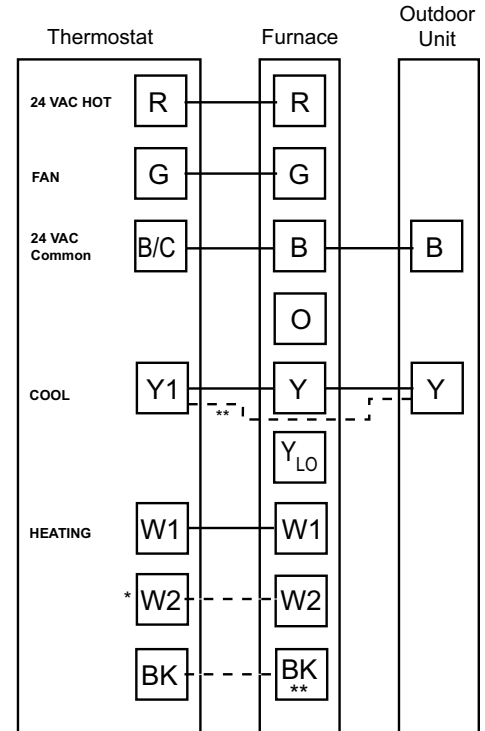 Thermostat Furnace Outdoor
Unit
24 VAC HOT R R
FAN G G
24 VAC
Common B/C B B
O
COOL Y1 Y Y
**
YLO
HEATING W1 W1
* W2 W2
BK BK
**